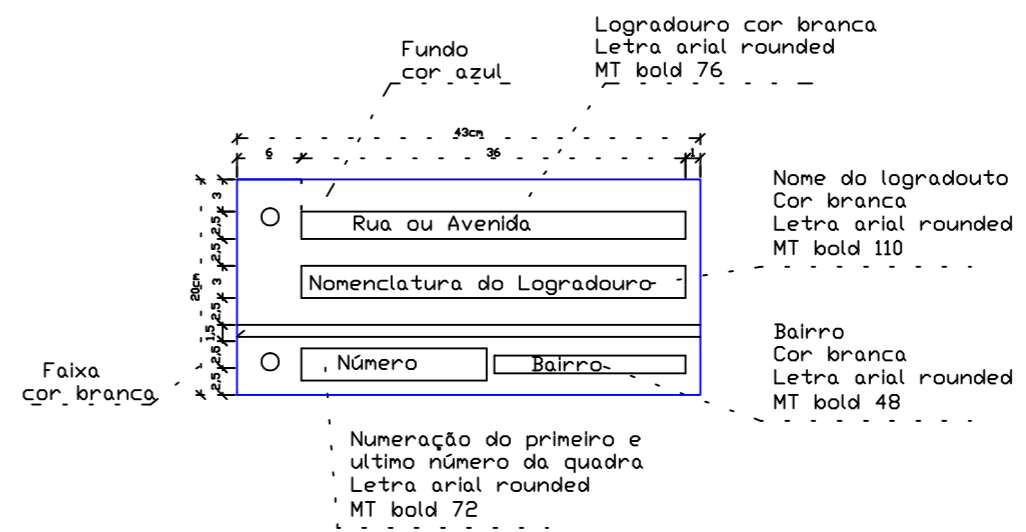 Logradouro cor branca
Letra arial rounded
MT bold 76
Fundo
cor azul
43cm
6
36
1
Nome do logradouto
Cor branca
Letra arial rounded
MT bold 110
3
2,5
2,5
3
2,5
1,5
2,5
2,5
20cm
Rua ou Avenida
Nomenclatura do Logradouro
Número
Bairro
Bairro
Cor branca
Letra arial rounded
MT bold 48
Faixa
cor branca
Numeração do primeiro e
ultimo número da quadra
Letra arial rounded
MT bold 72